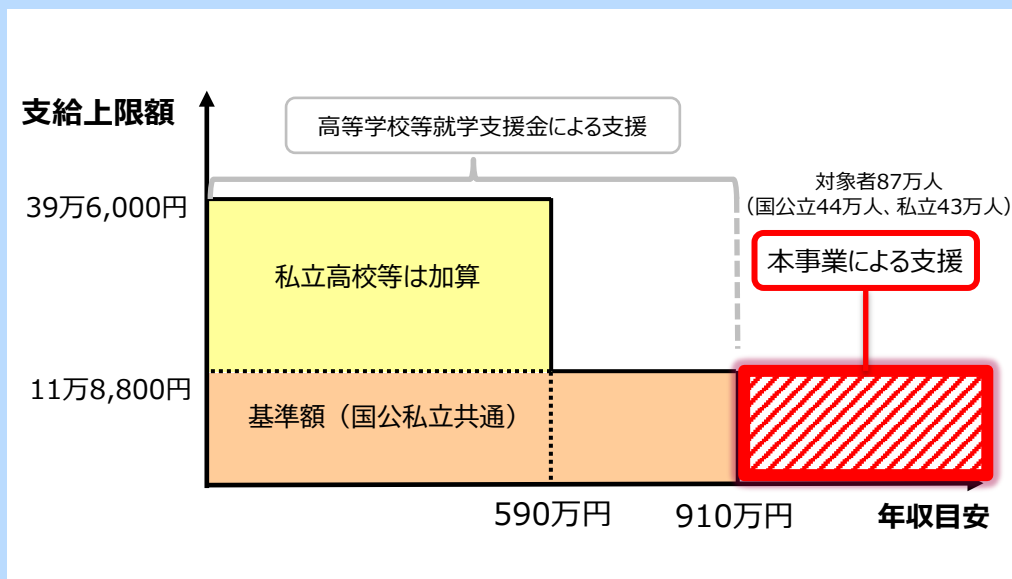 支給上限額
高等学校等就学支援金による支援
対象者87万人
（国公立44万人、私立43万人）
39万6,000円
本事業による支援
私立高校等は加算
11万8,800円
基準額（国公私立共通）
590万円
910万円
年収目安